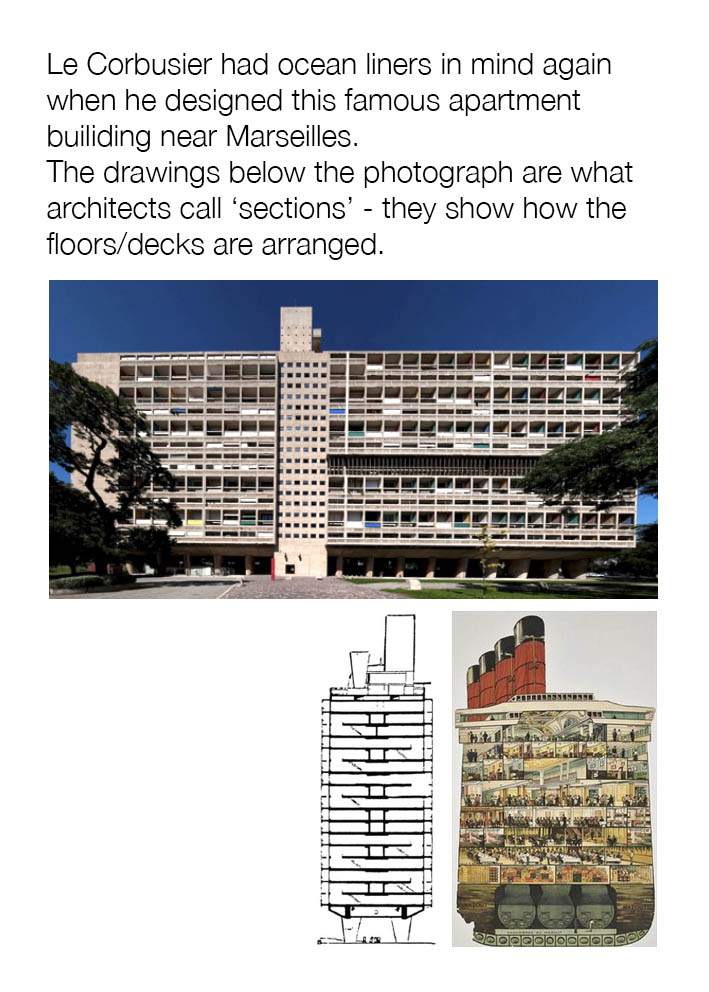 Le Corbusier had ocean liners in mind again
when he designed this famous apartment
builiding near Marseilles.
The drawings below the photograph are what
architects call ‘sections’ - they show how the
floors/decks are arranged.